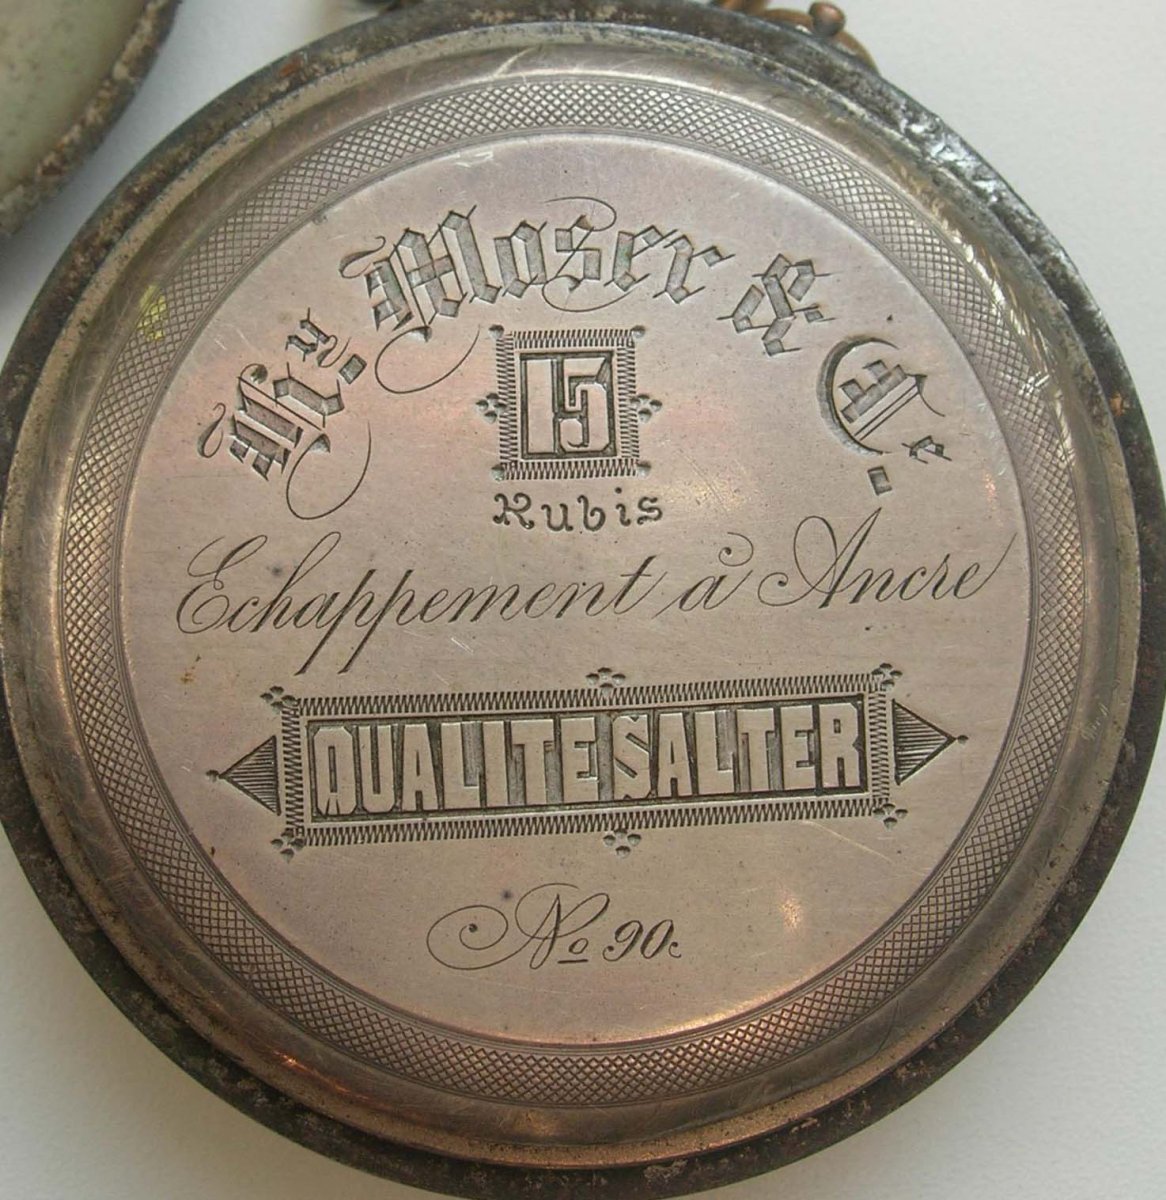 Hy. Moser & Cie.
15
Rubis
Echappement à Ancre
QUALITE SALTER
No 90.